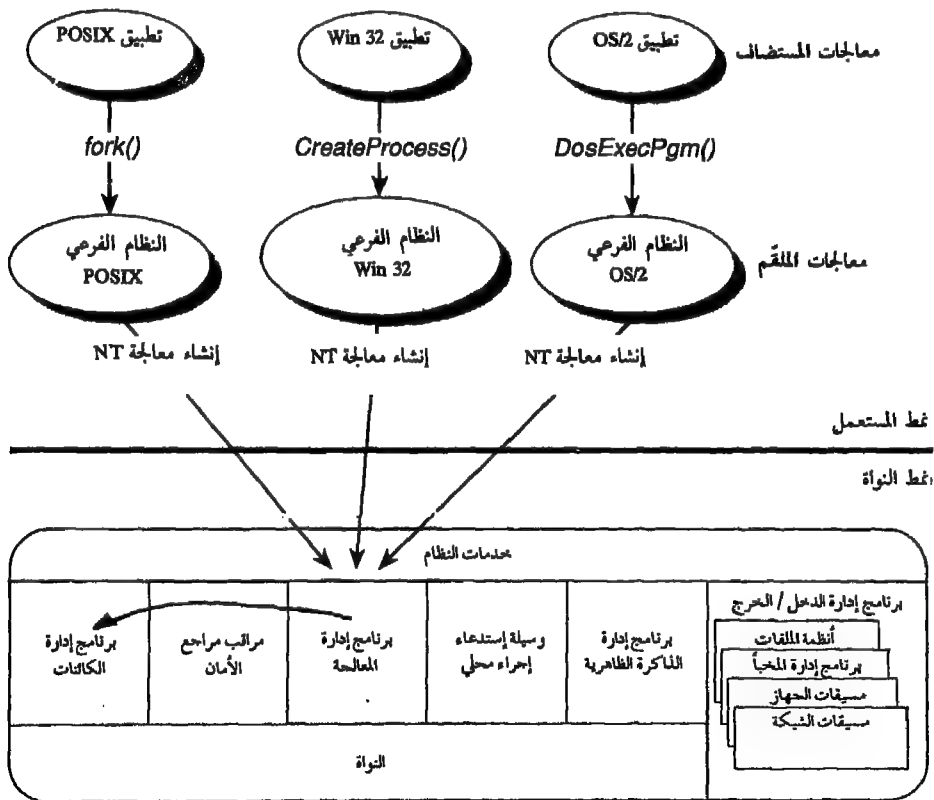 تطبيق POSIX
تطبيق Win 32
تطبيق OS/2
معالجات المستضاف
fork()
CreateProcess()
DosExecPgm()
النظام الفرعي
POSIX
النظام الفرعي
Win 32
النظام الفرعي
OS/2
معالجات الملقّم
إنشاء معالجة NT
إنشاء معالجة NT
إنشاء معالجة NT
نمط المستعمل
نمط النواة
خدمات النظام
برنامج إدارة الدخل / الخرج
أنظمة الملفات
برنامج إدارة المخبأ
مسيقات الجهاز
مسيقات الشبكة
برنامج إدارة
الذاكرة الظاهرية
وسيلة إستدعاء
إجراء محلي
برنامج إدارة
المعالجة
مراقب مراجع
الأمان
برنامج إدارة
الكائنات
النواة